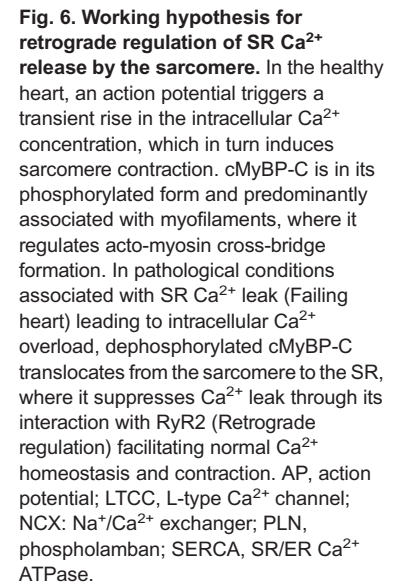 Fig. 6. Working hypothesis for
retrograde regulation of SR Ca²⁺
release by the sarcomere. In the healthy
heart, an action potential triggers a
transient rise in the intracellular Ca²⁺
concentration, which in turn induces
sarcomere contraction. cMyBP-C is in its
phosphorylated form and predominantly
associated with myofilaments, where it
regulates acto-myosin cross-bridge
formation. In pathological conditions
associated with SR Ca²⁺ leak (Failing
heart) leading to intracellular Ca²⁺
overload, dephosphorylated cMyBP-C
translocates from the sarcomere to the SR,
where it suppresses Ca²⁺ leak through its
interaction with RyR2 (Retrograde
regulation) facilitating normal Ca²⁺
homeostasis and contraction. AP, action
potential; LTCC, L-type Ca²⁺ channel;
NCX: Na⁺/Ca²⁺ exchanger; PLN,
phospholamban; SERCA, SR/ER Ca²⁺
ATPase.